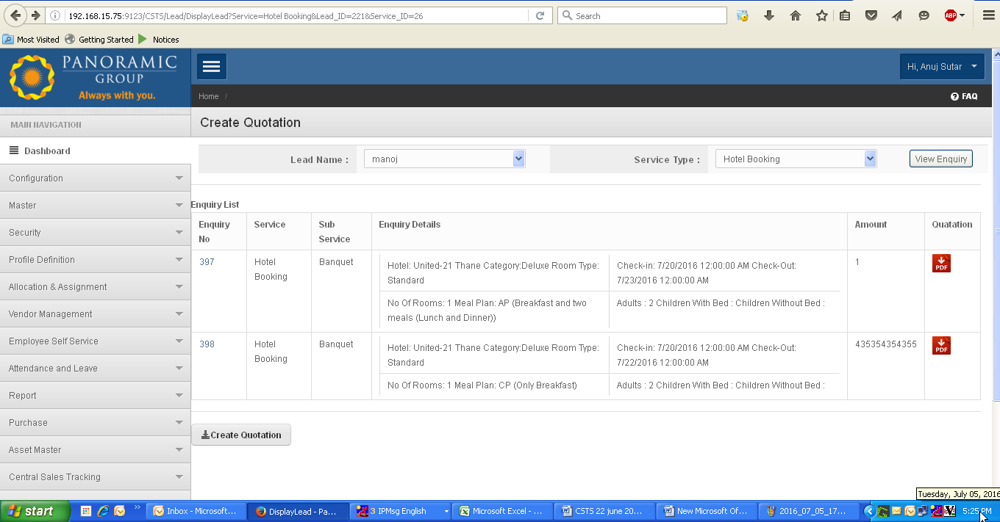 192.168.15.75:9123/CSTS/Lead/DisplayLead?Service=Hotel Booking&Lead_ID=221&Service_ID=26
Search
ABP
Most Visited
Getting Started
Notices
PANORAMIC
GROUP
Always with you.
Hi, Anuj Sutar
Home /
FAQ
MAIN NAVIGATION
Create Quotation
Dashboard
Lead Name :
manoj
Service Type :
Hotel Booking
View Enquiry
Configuration
Master
Security
Profile Definition
Allocation & Assignment
Vendor Management
Employee Self Service
Attendance and Leave
Report
Purchase
Asset Master
Central Sales Tracking
Enquiry List
Enquiry
No
Service
Sub
Service
Enquiry Details
Amount
Quatation
397
Hotel
Booking
Banquet
Hotel: United-21 Thane Category:Deluxe Room Type:
Standard
Check-in: 7/20/2016 12:00:00 AM Check-Out:
7/23/2016 12:00:00 AM
No Of Rooms: 1 Meal Plan: AP (Breakfast and two
meals (Lunch and Dinner))
Adults : 2 Children With Bed : Children Without Bed :
1
PDF
398
Hotel
Booking
Banquet
Hotel: United-21 Thane Category:Deluxe Room Type:
Standard
Check-in: 7/20/2016 12:00:00 AM Check-Out:
7/22/2016 12:00:00 AM
No Of Rooms: 1 Meal Plan: CP (Only Breakfast)
Adults : 2 Children With Bed : Children Without Bed :
435354354355
PDF
Create Quotation
Tuesday, July 05, 2016
start
Inbox - Microsoft...
DisplayLead - Pa...
3 IPMsg English
Microsoft Excel - ...
CSTS 22 june 20...
New Microsoft Of...
2016_07_05_17...
5:25 PM